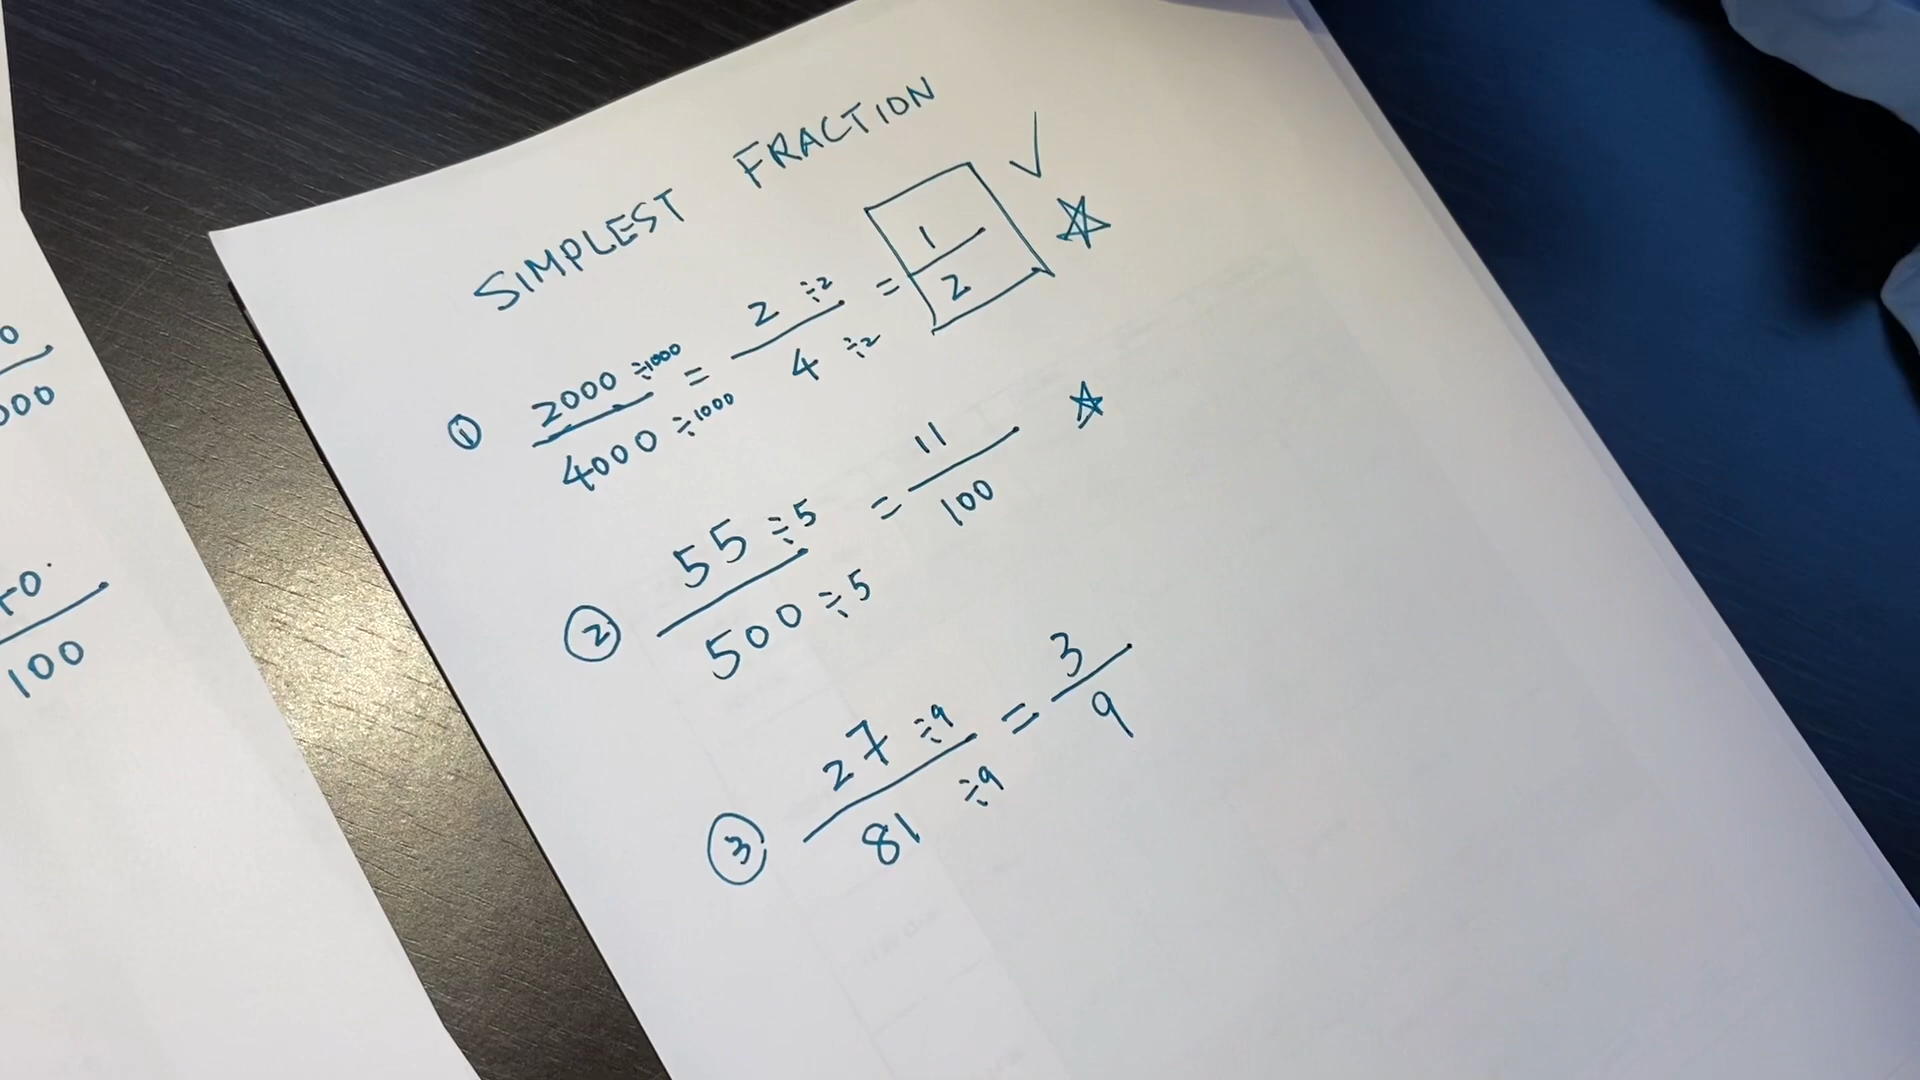 SIMPLEST FRACTION
① 2000 ÷1000 / 4000 ÷1000 = 2 ÷2 / 4 ÷2 = 1 / 2 ✓ ☆
② 55 ÷5 / 500 ÷5 = 11 / 100 ☆
③ 27 ÷9 / 81 ÷9 = 3 / 9
100